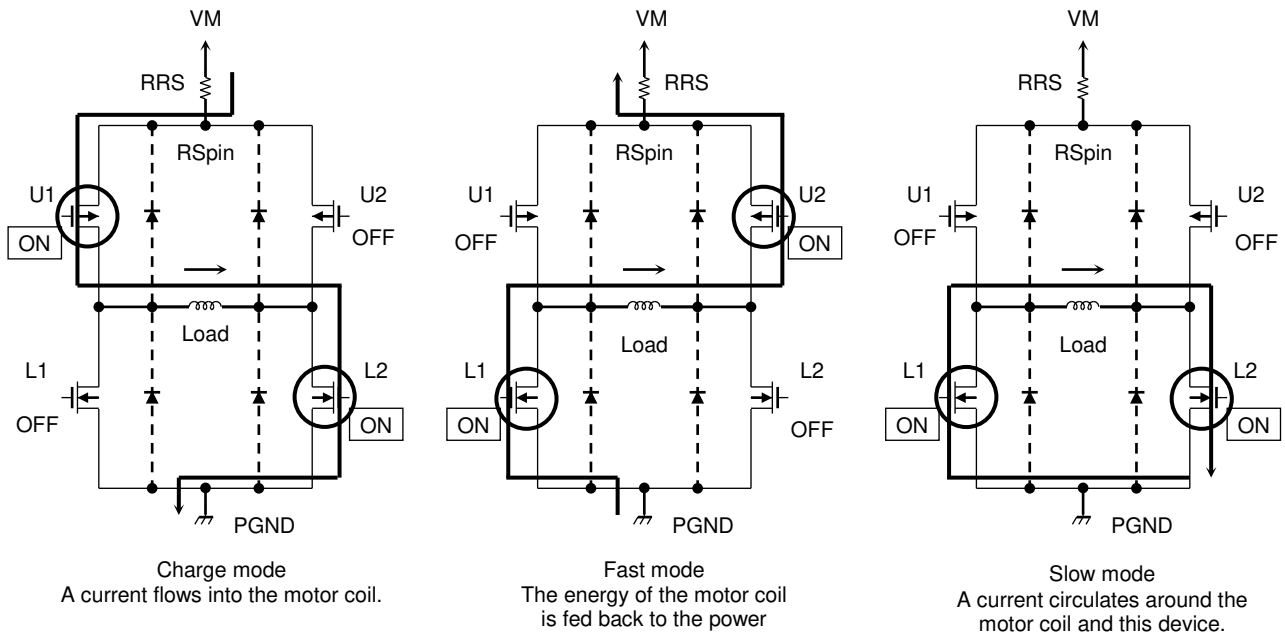 VM
RRS
RSpin
U1
ON
U2
OFF
Load
L1
OFF
L2
ON
PGND
Charge mode
A current flows into the motor coil.
VM
RRS
RSpin
U1
OFF
U2
ON
Load
L1
ON
L2
OFF
PGND
Fast mode
The energy of the motor coil
is fed back to the power
VM
RRS
RSpin
U1
OFF
U2
OFF
Load
L1
ON
L2
ON
PGND
Slow mode
A current circulates around the
motor coil and this device.